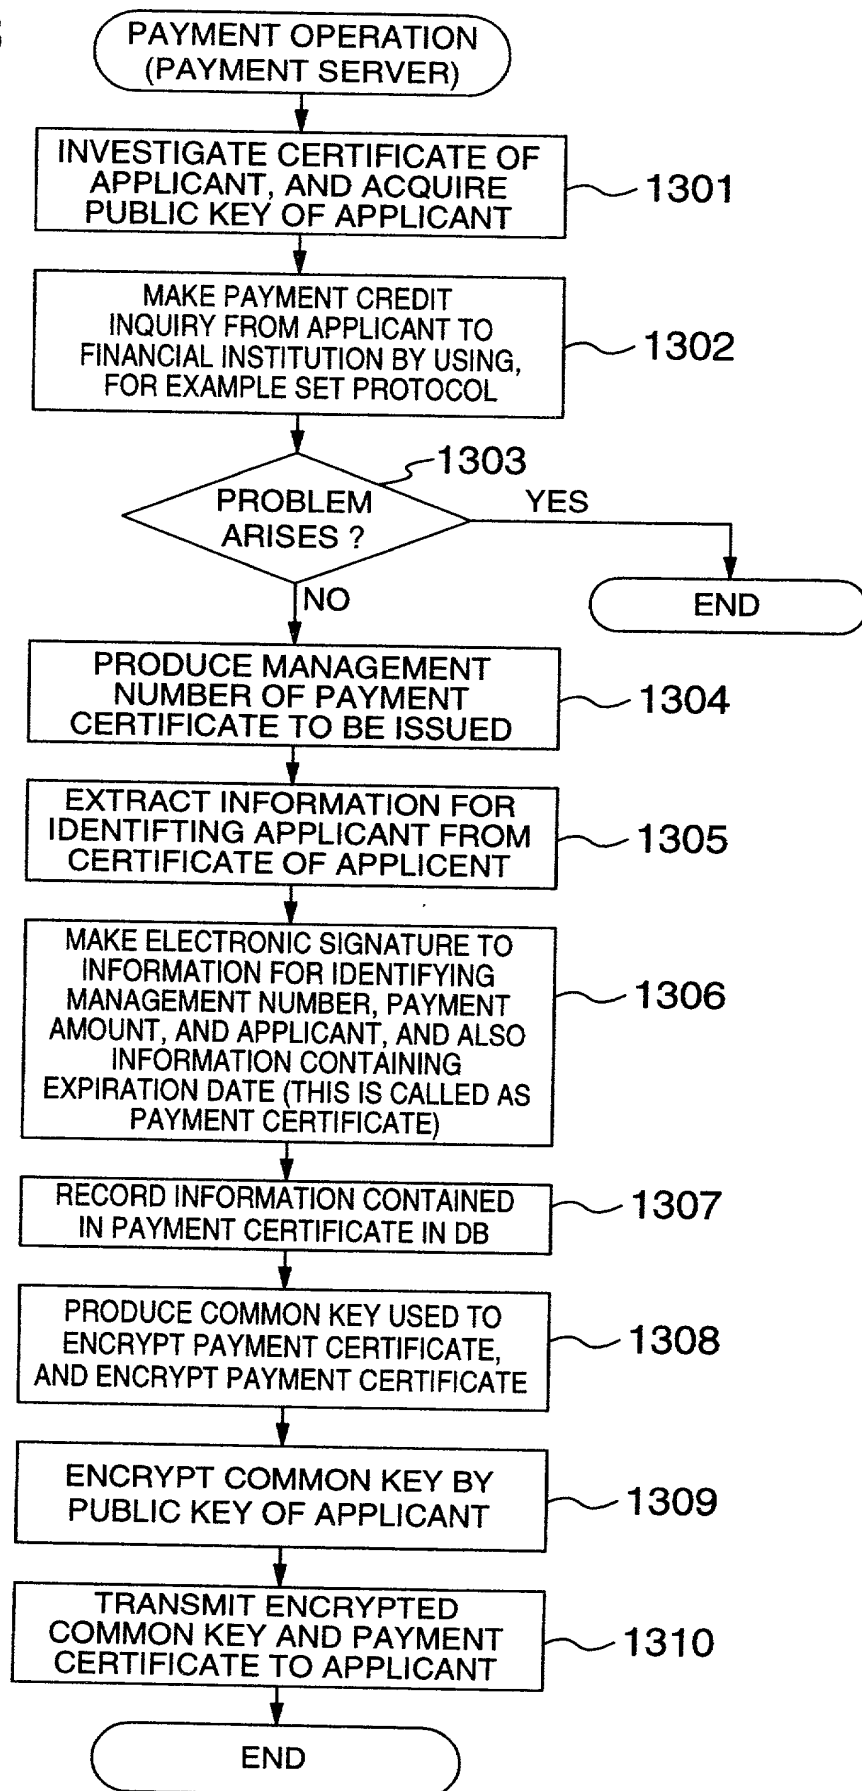 PAYMENT OPERATION
(PAYMENT SERVER)
INVESTIGATE CERTIFICATE OF
APPLICANT, AND ACQUIRE
PUBLIC KEY OF APPLICANT
1301
MAKE PAYMENT CREDIT
INQUIRY FROM APPLICANT TO
FINANCIAL INSTITUTION BY USING,
FOR EXAMPLE SET PROTOCOL
1302
1303
PROBLEM
ARISES ?
YES
END
NO
PRODUCE MANAGEMENT
NUMBER OF PAYMENT
CERTIFICATE TO BE ISSUED
1304
EXTRACT INFORMATION FOR
IDENTIFTING APPLICANT FROM
CERTIFICATE OF APPLICENT
1305
MAKE ELECTRONIC SIGNATURE TO
INFORMATION FOR IDENTIFYING
MANAGEMENT NUMBER, PAYMENT
AMOUNT, AND APPLICANT, AND ALSO
INFORMATION CONTAINING
EXPIRATION DATE (THIS IS CALLED AS
PAYMENT CERTIFICATE)
1306
RECORD INFORMATION CONTAINED
IN PAYMENT CERTIFICATE IN DB
1307
PRODUCE COMMON KEY USED TO
ENCRYPT PAYMENT CERTIFICATE,
AND ENCRYPT PAYMENT CERTIFICATE
1308
ENCRYPT COMMON KEY BY
PUBLIC KEY OF APPLICANT
1309
TRANSMIT ENCRYPTED
COMMON KEY AND PAYMENT
CERTIFICATE TO APPLICANT
1310
END